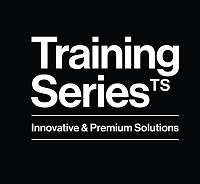 Training
Series TS
Innovative & Premium Solutions